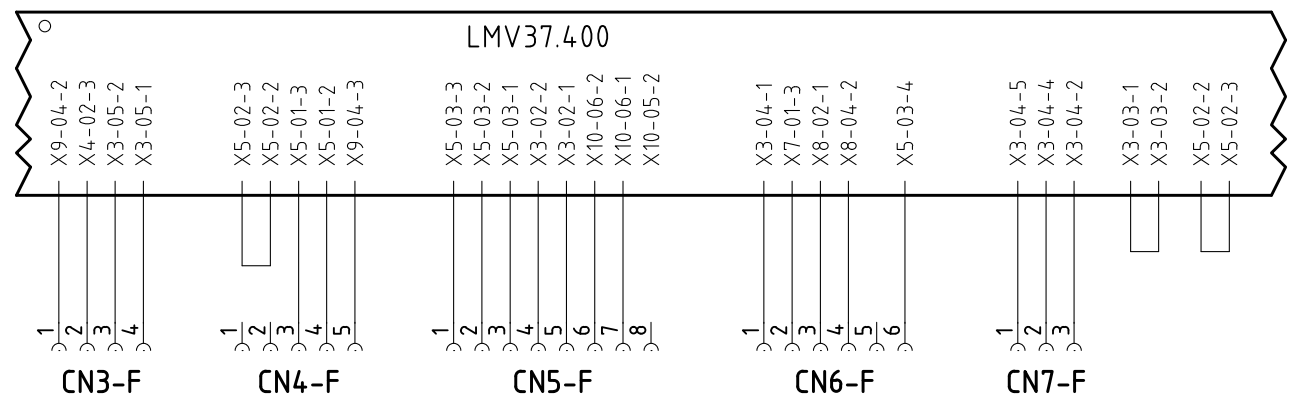 LMV37.400
X9-04-2
X4-02-3
X3-05-2
X3-05-1
X5-02-3
X5-02-2
X5-01-3
X5-01-2
X9-04-3
X5-03-3
X5-03-2
X5-03-1
X3-02-2
X3-02-1
X10-06-2
X10-06-1
X10-05-2
X3-04-1
X7-01-3
X8-02-1
X8-04-2
X5-03-4
X3-04-5
X3-04-4
X3-04-2
X3-03-1
X3-03-2
X5-02-2
X5-02-3
1 2 3 4
1 2 3 4 5
1 2 3 4 5 6 7 8
1 2 3 4 5 6
1 2 3
CN3-F
CN4-F
CN5-F
CN6-F
CN7-F